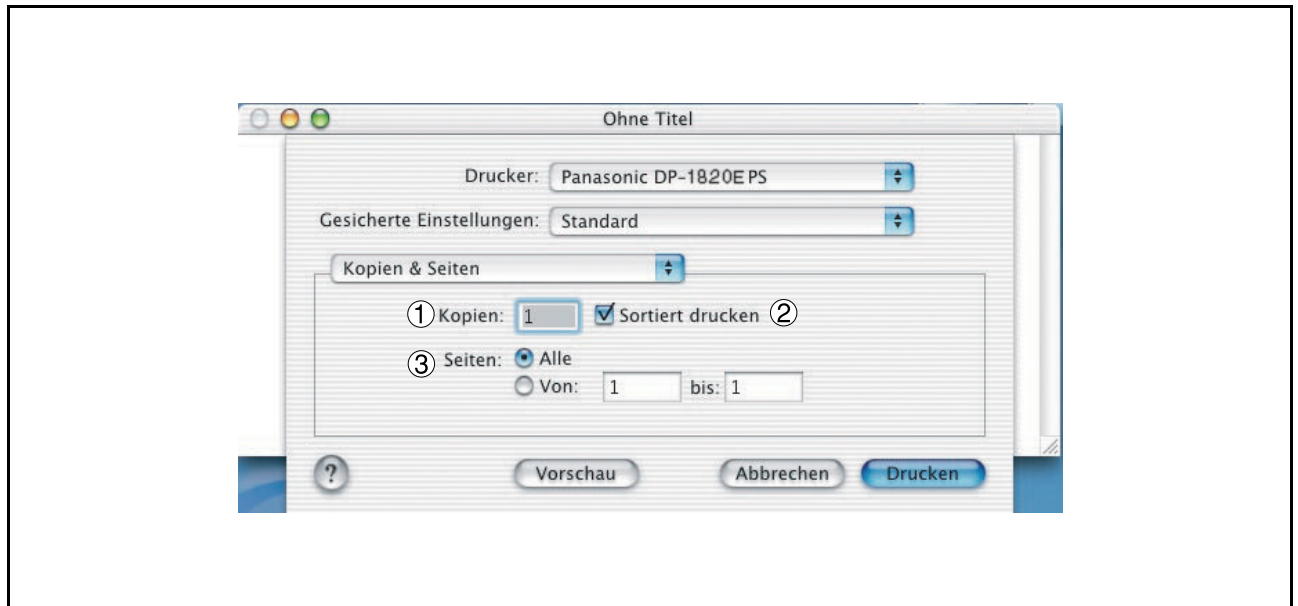 Ohne Titel
Drucker: Panasonic DP-1820E PS
Gesicherte Einstellungen: Standard
Kopien & Seiten
① Kopien: 1 Sortiert drucken ②
③ Seiten: Alle
Von: 1 bis: 1
? Vorschau Abbrechen Drucken